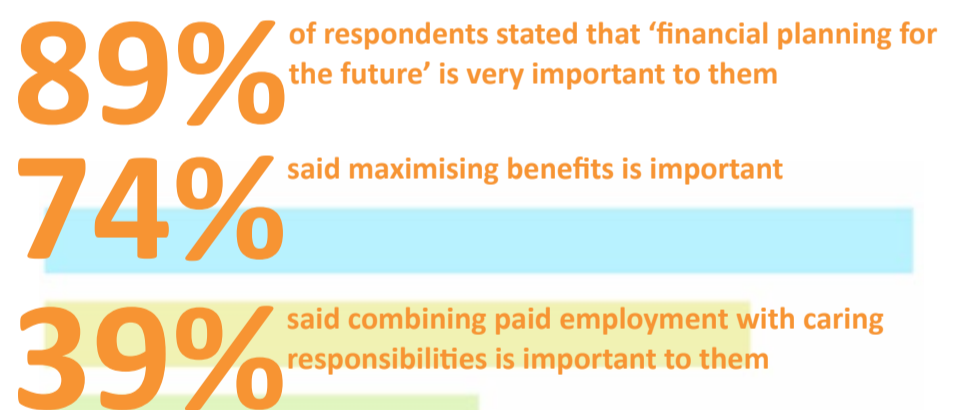 89% of respondents stated that ‘financial planning for
the future’ is very important to them
74% said maximising benefits is important
39% said combining paid employment with caring
responsibilities is important to them